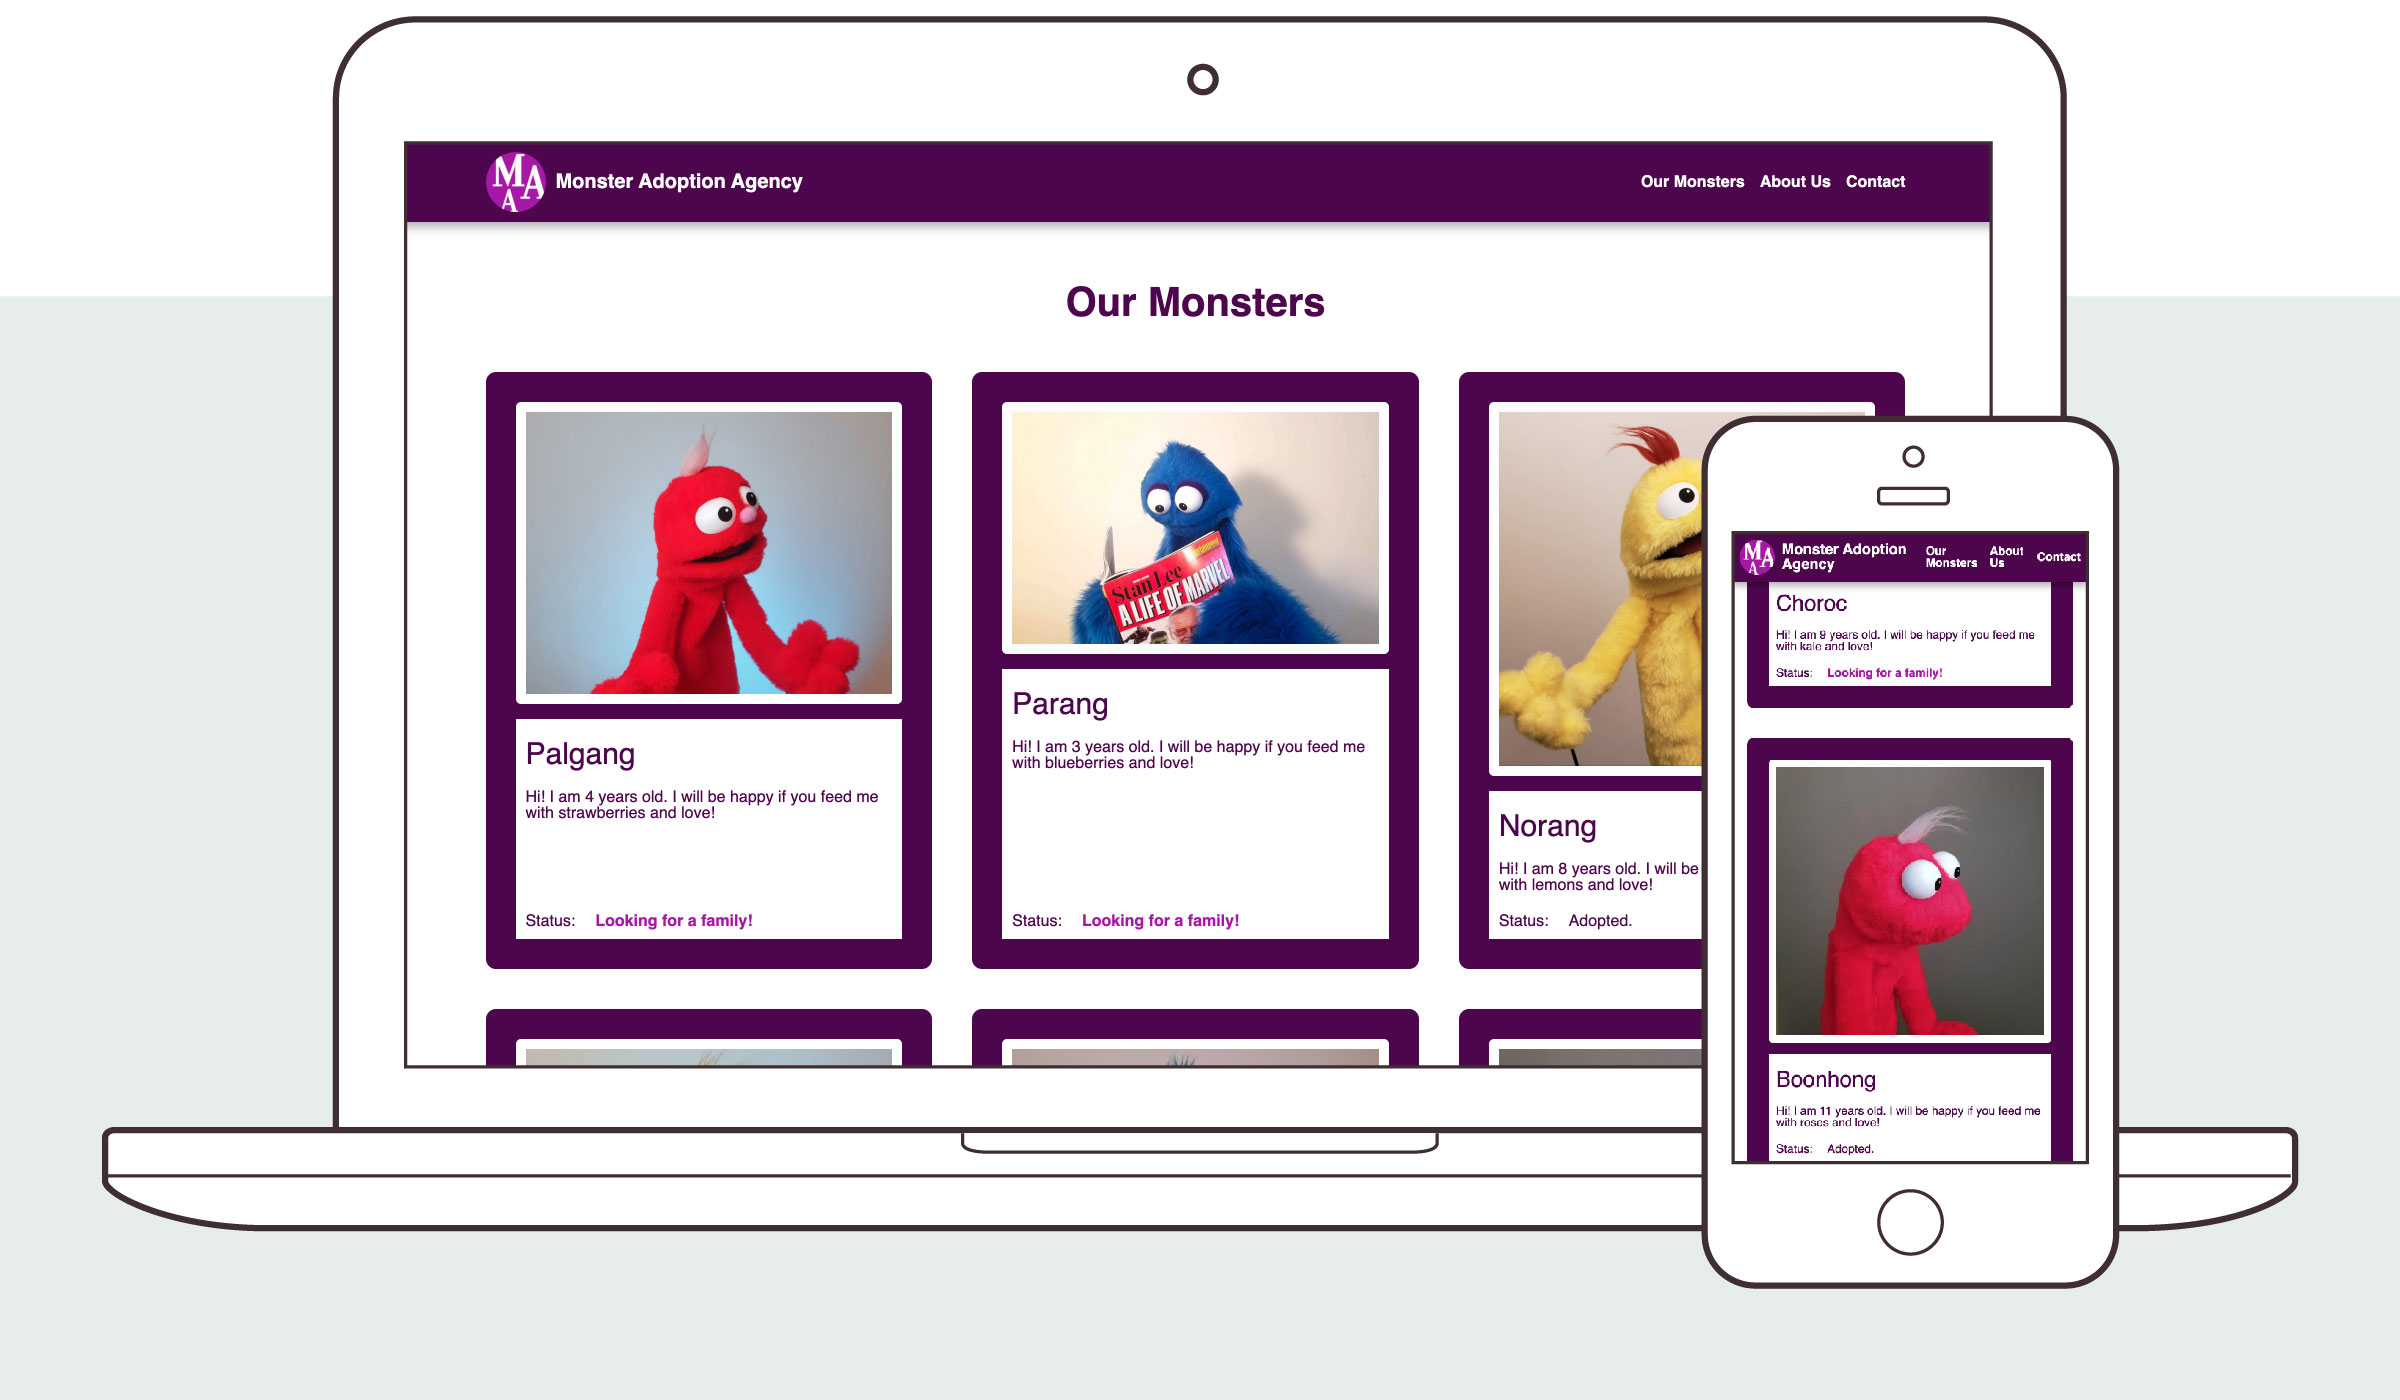 MAA
Monster Adoption Agency
Our Monsters
About Us
Contact
Our Monsters
Stan Lee
A LIFE OF MARVEL
Palgang
Hi! I am 4 years old. I will be happy if you feed me
with strawberries and love!
Status: Looking for a family!
Parang
Hi! I am 3 years old. I will be happy if you feed me
with blueberries and love!
Status: Looking for a family!
Norang
Hi! I am 8 years old. I will be
with lemons and love!
Status: Adopted.
MAA
Monster Adoption
Agency
Our
Monsters
About
Us
Contact
Choroc
Hi! I am 9 years old. I will be happy if you feed me
with kale and love!
Status: Looking for a family!
Boonhong
Hi! I am 11 years old. I will be happy if you feed me
with roses and love!
Status: Adopted.